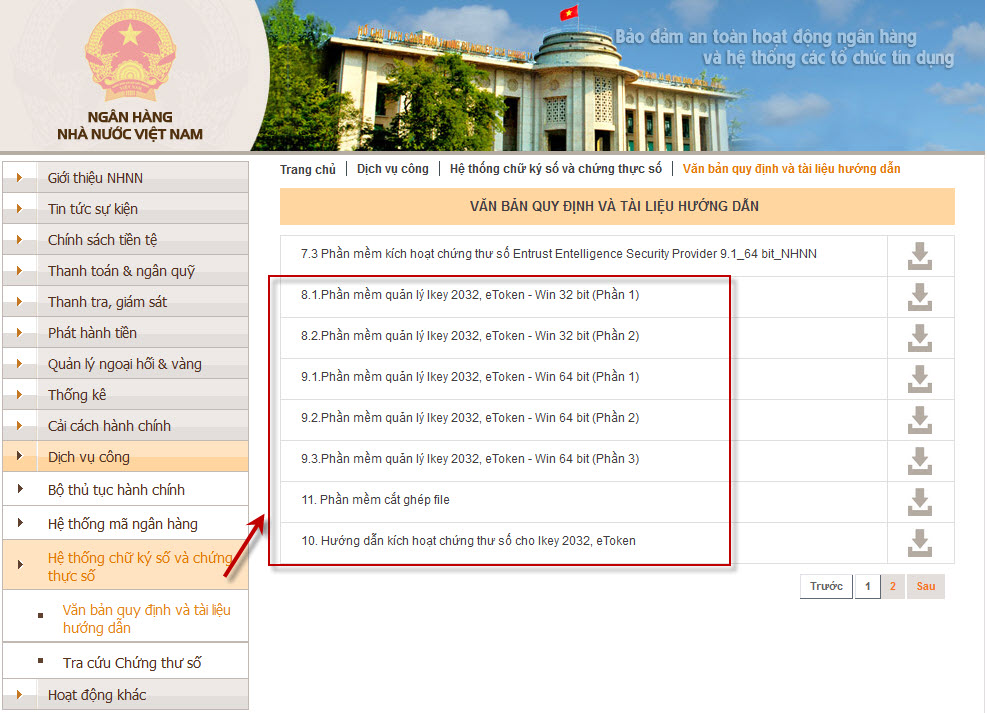 NGÂN HÀNG
NHÀ NƯỚC VIỆT NAM
Bảo đảm an toàn hoạt động ngân hàng
và hệ thống các tổ chức tín dụng
Giới thiệu NHNN
Tin tức sự kiện
Chính sách tiền tệ
Thanh toán & ngân quỹ
Thanh tra, giám sát
Phát hành tiền
Quản lý ngoại hối & vàng
Thống kê
Cải cách hành chính
Dịch vụ công
Bộ thủ tục hành chính
Hệ thống mã ngân hàng
Hệ thống chữ ký số và chứng
thực số
Văn bản quy định và tài liệu
hướng dẫn
Tra cứu Chứng thư số
Hoạt động khác
Trang chủ | Dịch vụ công | Hệ thống chữ ký số và chứng thực số | Văn bản quy định và tài liệu hướng dẫn
VĂN BẢN QUY ĐỊNH VÀ TÀI LIỆU HƯỚNG DẪN
7.3 Phần mềm kích hoạt chứng thư số Entrust Entelligence Security Provider 9.1_64 bit_NHNN
8.1.Phần mềm quản lý Ikey 2032, eToken - Win 32 bit (Phần 1)
8.2.Phần mềm quản lý Ikey 2032, eToken - Win 32 bit (Phần 2)
9.1.Phần mềm quản lý Ikey 2032, eToken - Win 64 bit (Phần 1)
9.2.Phần mềm quản lý Ikey 2032, eToken - Win 64 bit (Phần 2)
9.3.Phần mềm quản lý Ikey 2032, eToken - Win 64 bit (Phần 3)
11. Phần mềm cắt ghép file
10. Hướng dẫn kích hoạt chứng thư số cho Ikey 2032, eToken
Trước 1 2 Sau